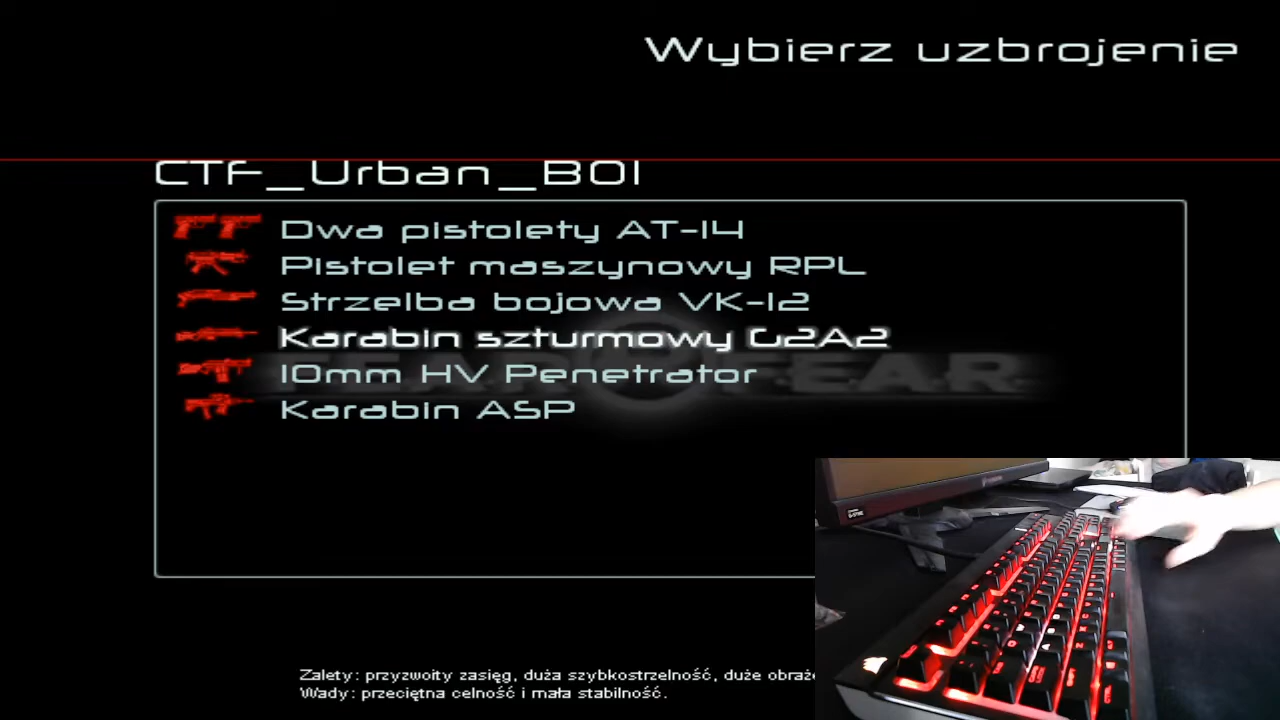 Wybierz uzbrojenie
CTF_Urban_B01
Dwa pistolety AT-14
Pistolet maszynowy RPL
Strzelba bojowa VK-12
Karabin szturmowy G2A2
FEAR
10mm HV Penetrator
Karabin ASP
Zalety: przyzwoity zasięg, duża szybkostrzelność, duże
Wady: przeciętna celność i mała stabilność.